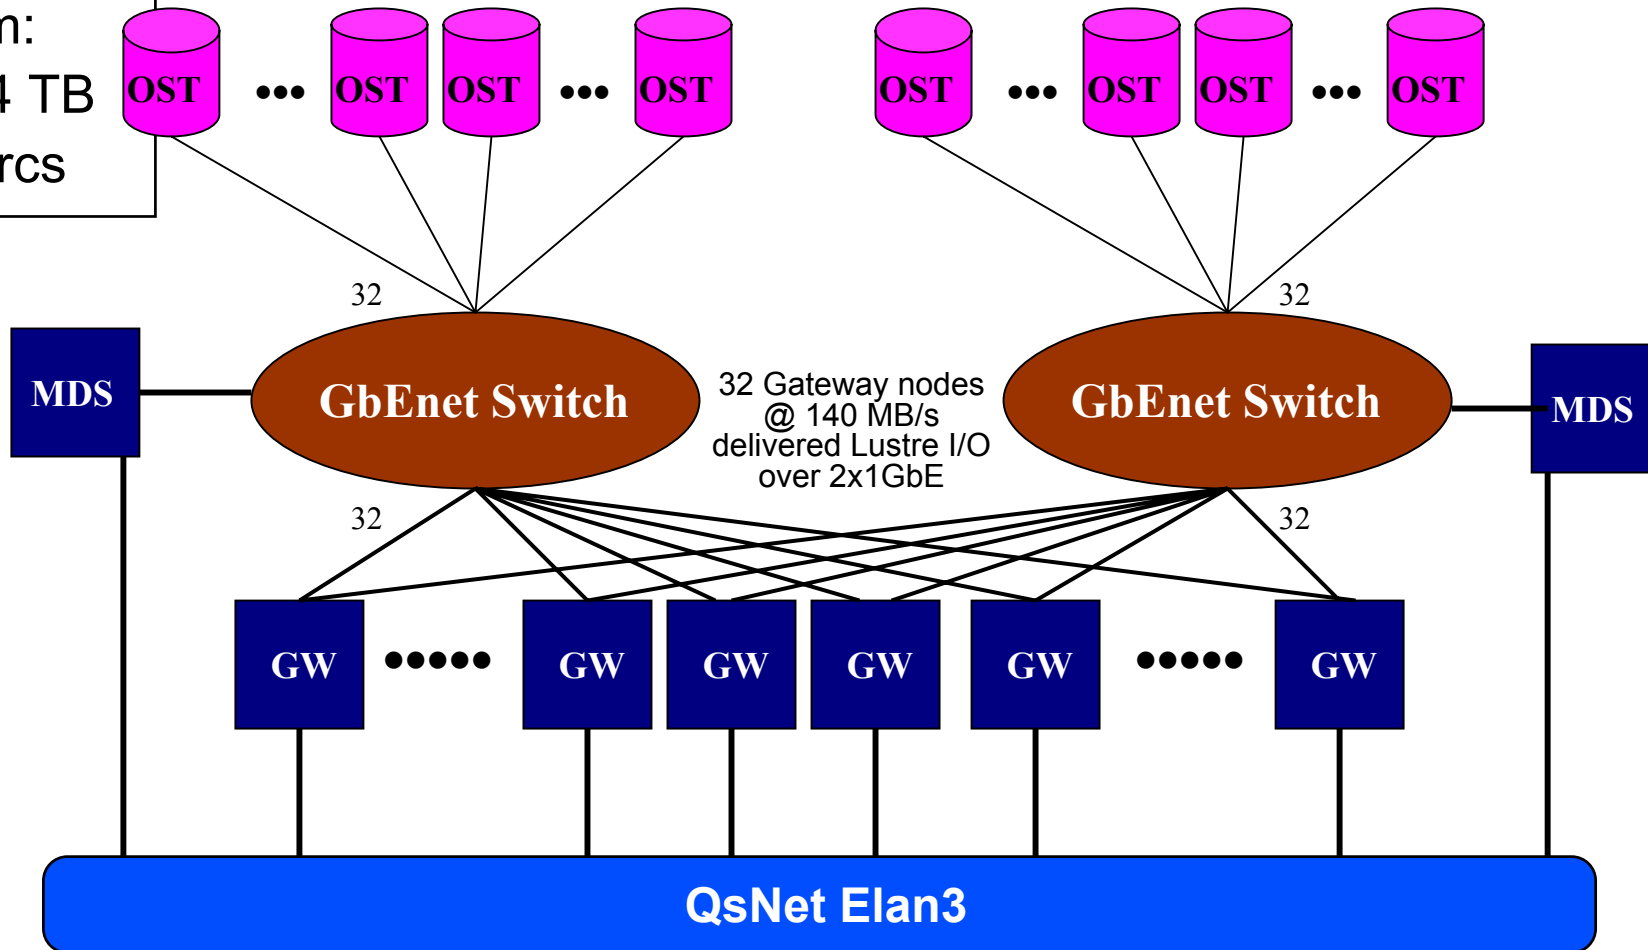 m:
4 TB
rcs
OST ••• OST OST ••• OST OST ••• OST OST ••• OST
32 32
MDS GbEnet Switch GbEnet Switch MDS
32 Gateway nodes
@ 140 MB/s
delivered Lustre I/O
over 2x1GbE
32 32
GW ••••• GW GW GW GW ••••• GW
QsNet Elan3